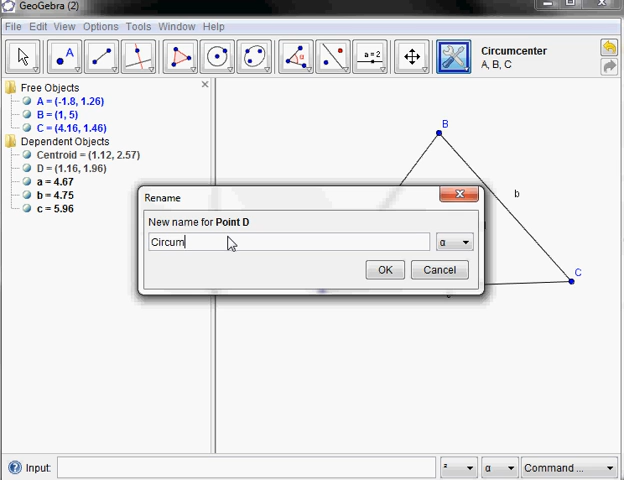 GeoGebra (2)
File Edit View Options Tools Window Help
A
α
a = 2
Circumcenter
A, B, C
Free Objects
A = (-1.8, 1.26)
B = (1, 5)
C = (4.16, 1.46)
Dependent Objects
Centroid = (1.12, 2.57)
D = (1.16, 1.96)
a = 4.67
b = 4.75
c = 5.96
B
b
C
Rename
New name for Point D
Circum
α
OK Cancel
Input:
²
α
Command ...